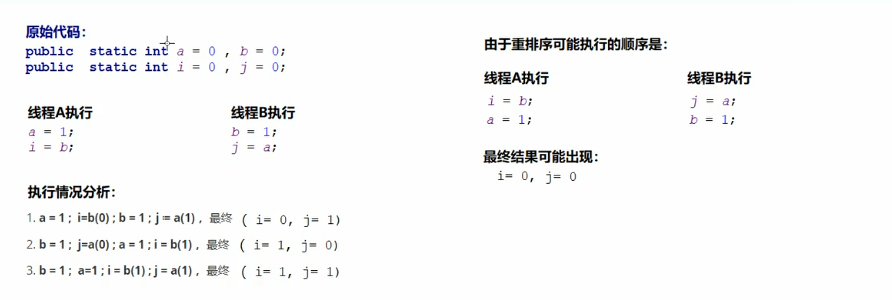 原始代码：
public static int a = 0 , b = 0;
public static int i = 0 , j = 0;
线程A执行
a = 1;
i = b;
线程B执行
b = 1;
j = a;
执行情况分析：
1. a = 1 ; i=b(0) ; b = 1 ; j = a(1) ，最终 ( i= 0, j= 1)
2. b = 1 ; j=a(0) ; a = 1 ; i = b(1) ，最终 ( i= 1, j= 0)
3. b = 1 ; a=1 ; i = b(1) ; j = a(1) ，最终 ( i= 1, j= 1)
由于重排序可能执行的顺序是：
线程A执行
i = b;
a = 1;
线程B执行
j = a;
b = 1;
最终结果可能出现：
i= 0, j= 0